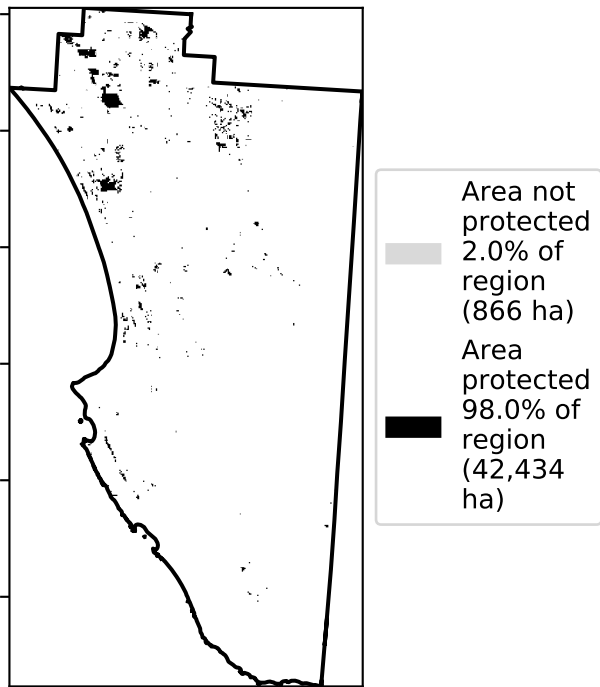 Area not
protected
2.0% of
region
(866 ha)
Area
protected
98.0% of
region
(42,434
ha)